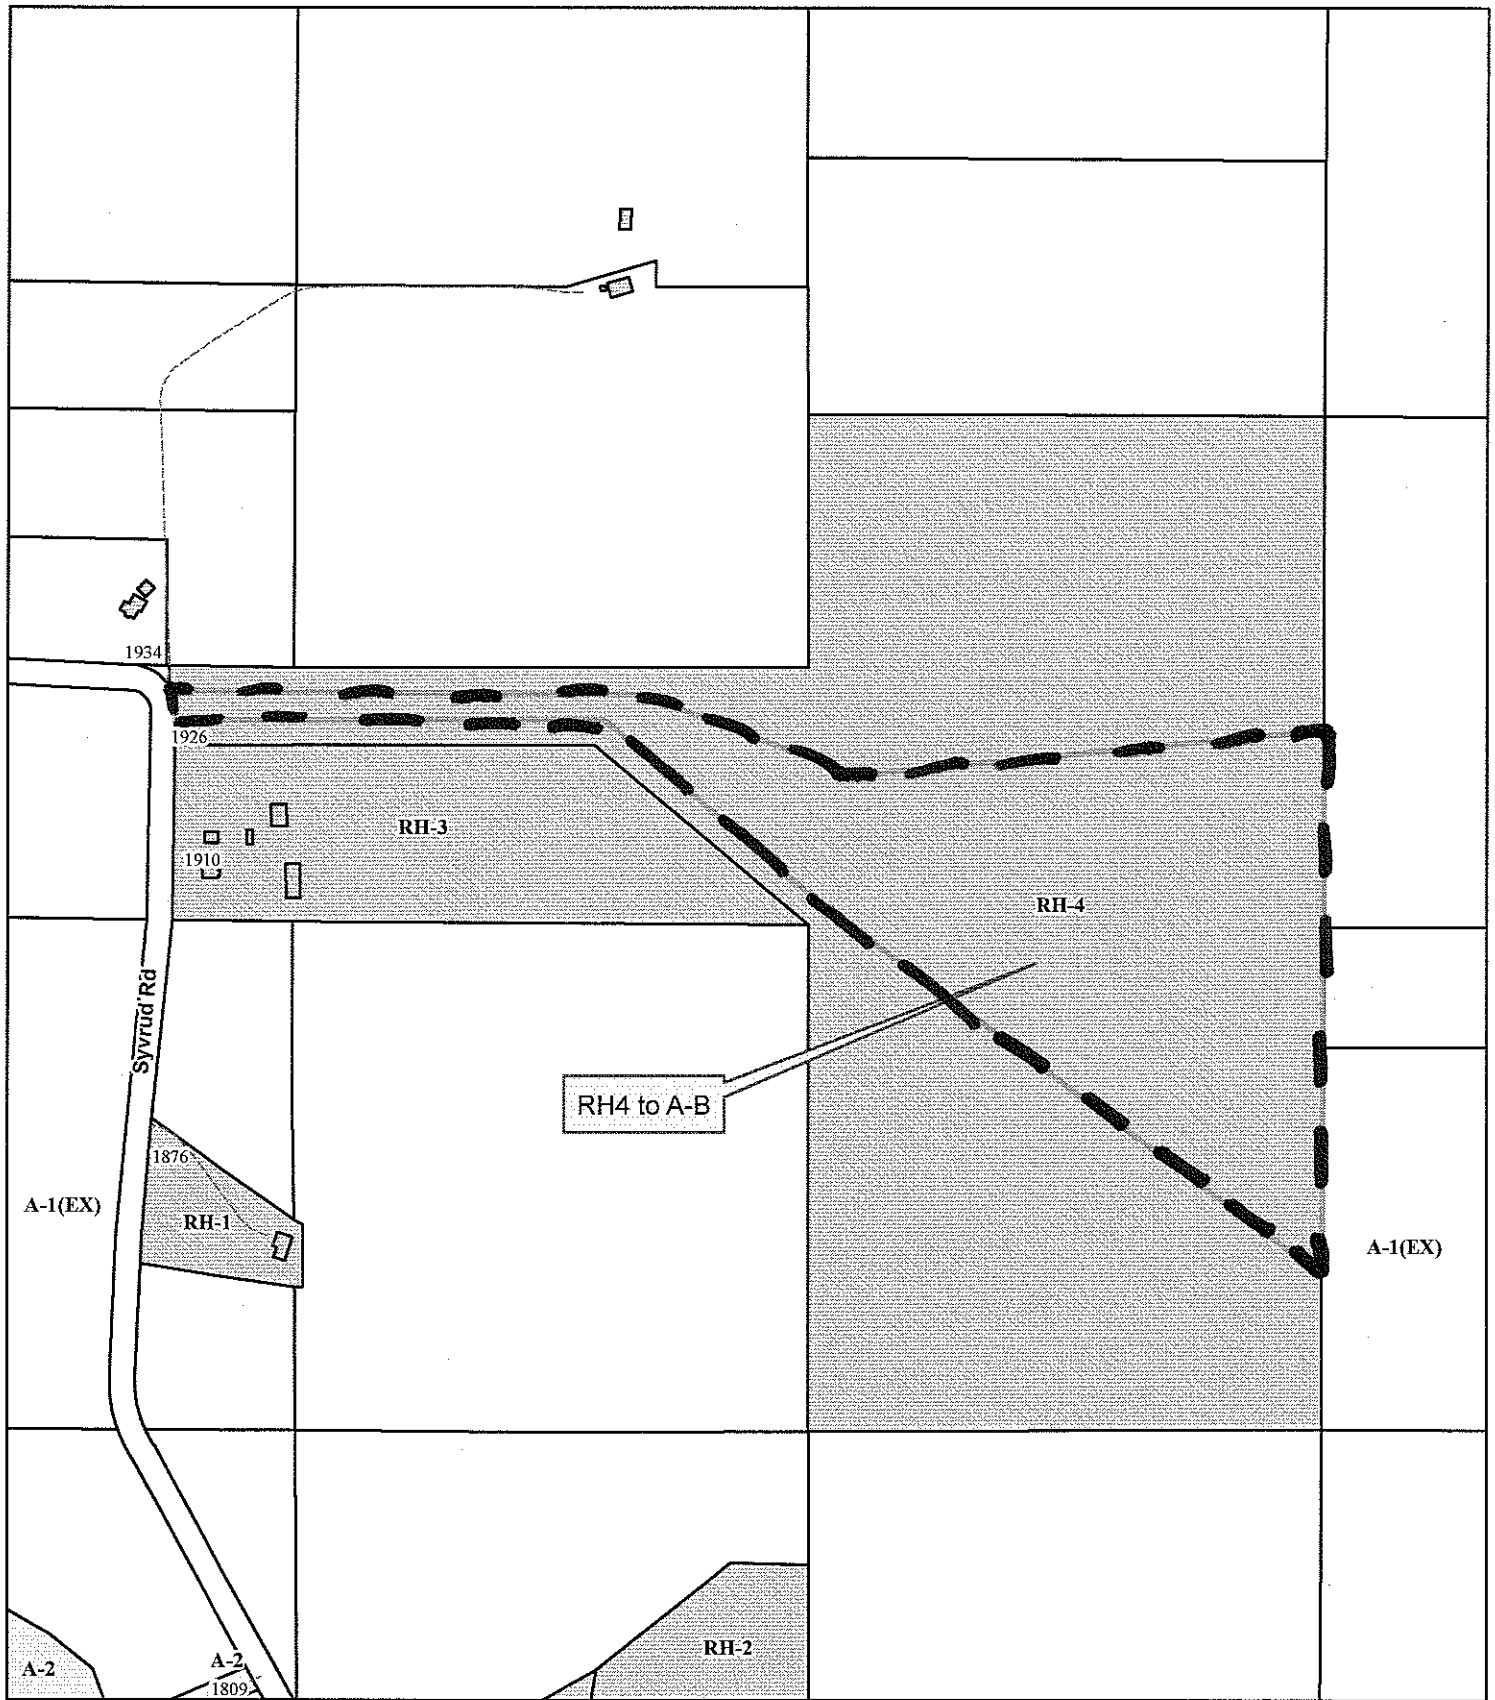 1934
1926
RH-3
1910
RH-4
Syvrud Rd
RH4 to A-B
1876
A-1(EX)
RH-1
A-1(EX)
RH-2
A-2
A-2
1809